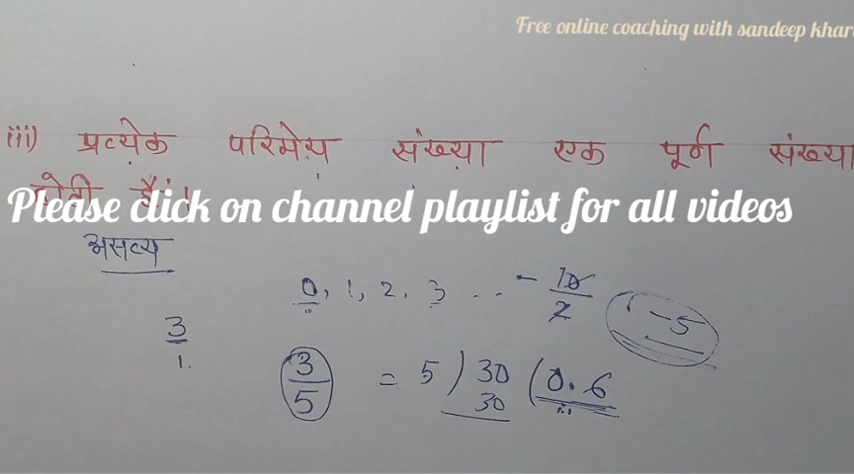 Free online coaching with sandeep khar
iii) प्रत्येक परिमेय संख्या एक पूर्ण संख्या
होती हैं।
Please click on channel playlist for all videos
असत्य
0, 1, 2, 3 .. -10/2 -5
3/1
3/5 = 5 ) 30 ( 0.6
30